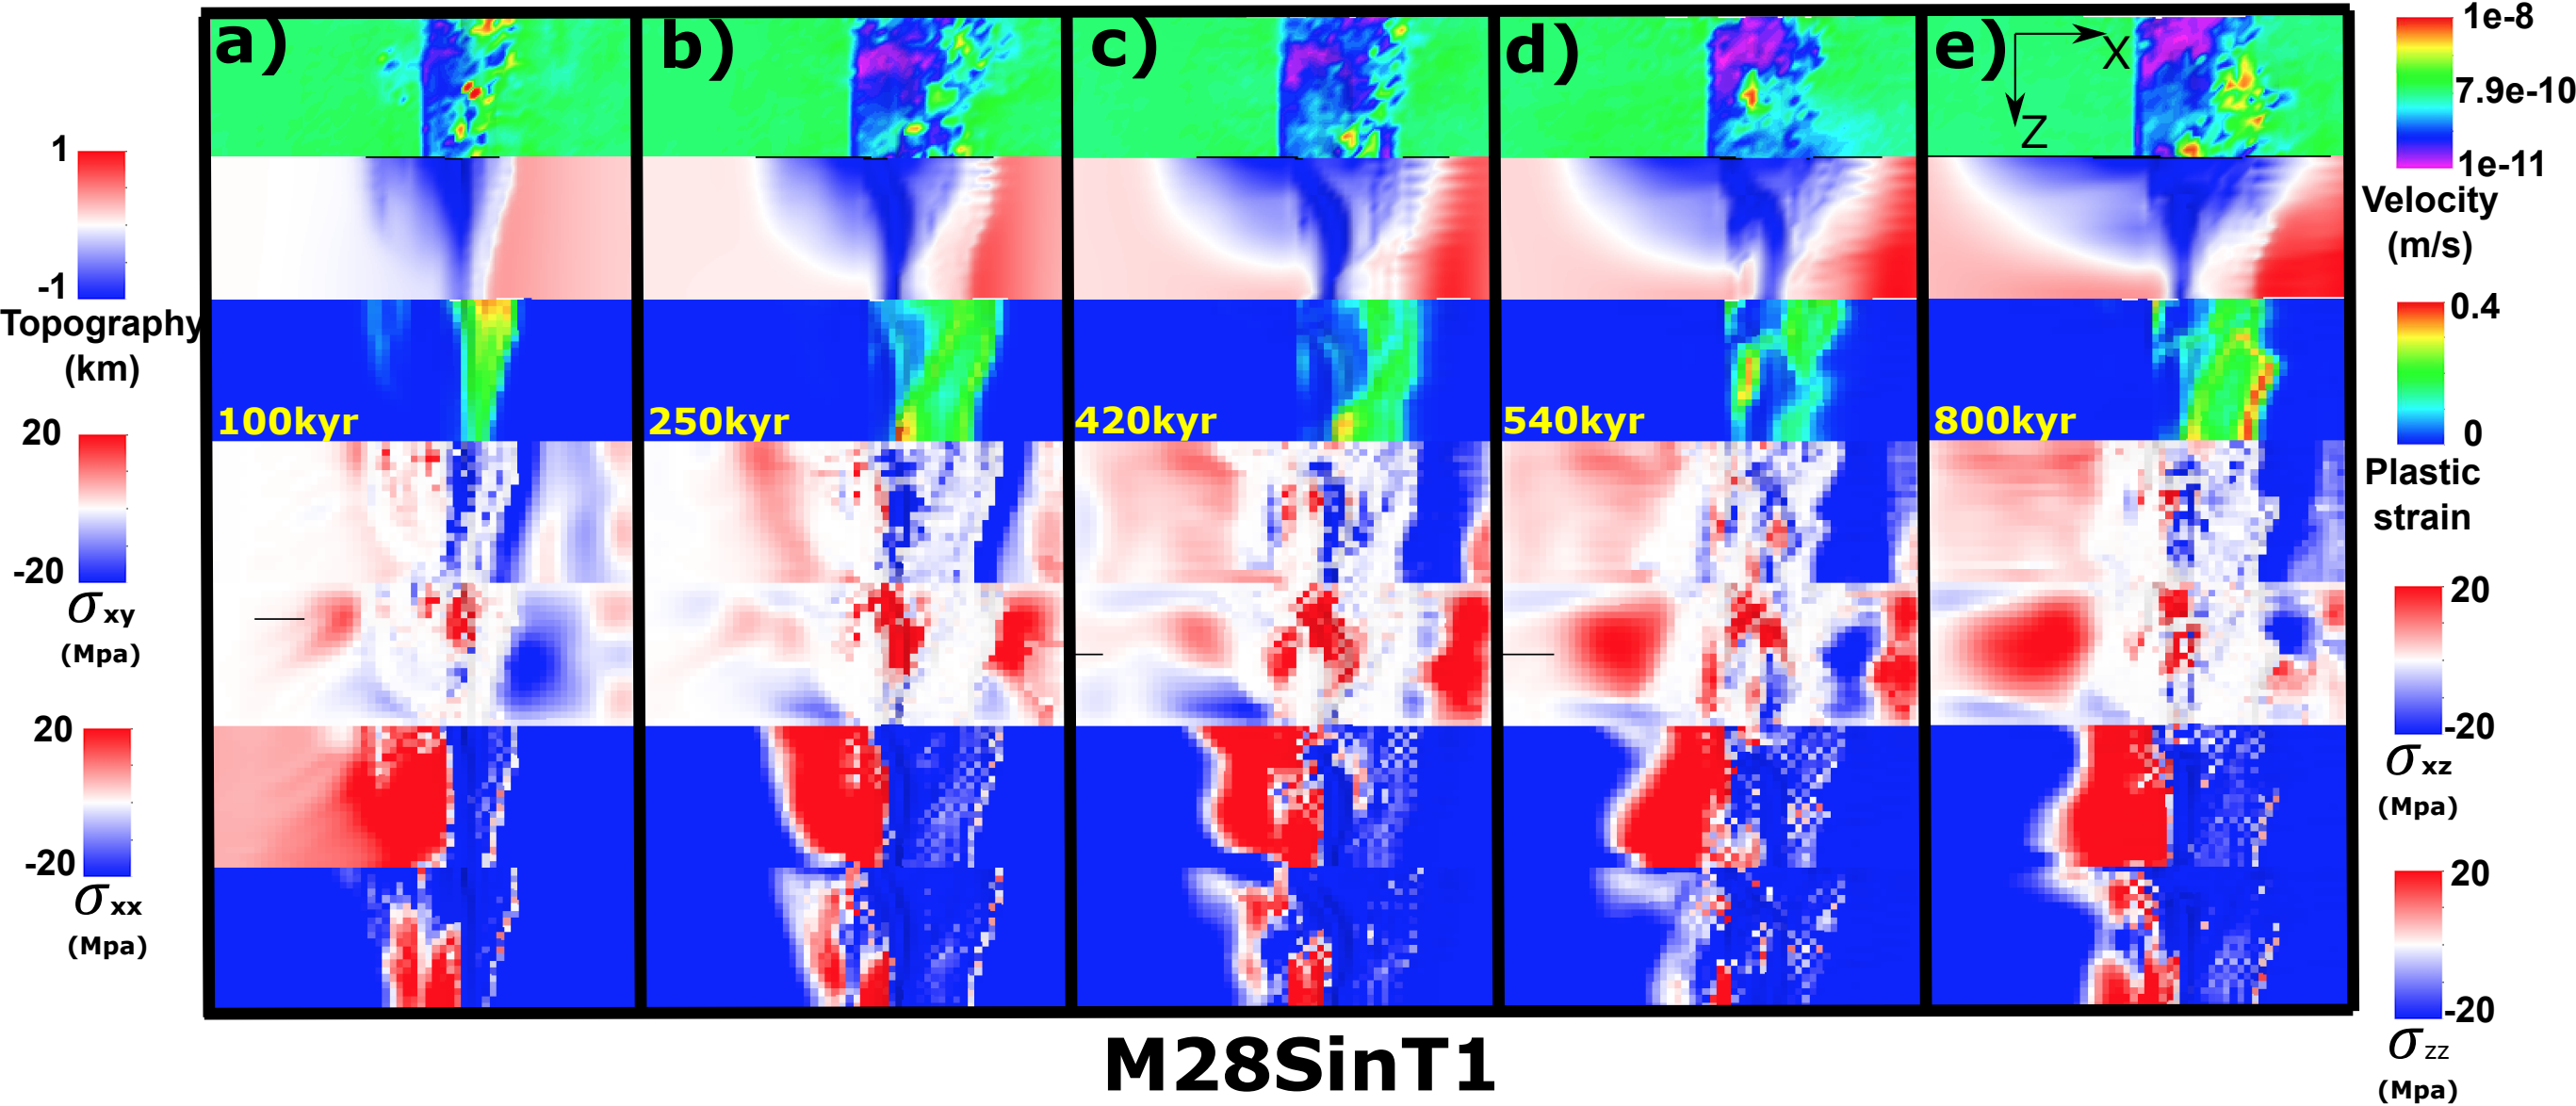 a)
b)
c)
d)
e)
X
Z
1e-8
7.9e-10
1e-11
Velocity
(m/s)
1
-1
Topography
(km)
0.4
0
Plastic
strain
100kyr
250kyr
420kyr
540kyr
800kyr
20
-20
σxy
(Mpa)
20
-20
σxz
(Mpa)
20
-20
σxx
(Mpa)
20
-20
σzz
(Mpa)
M28SinT1